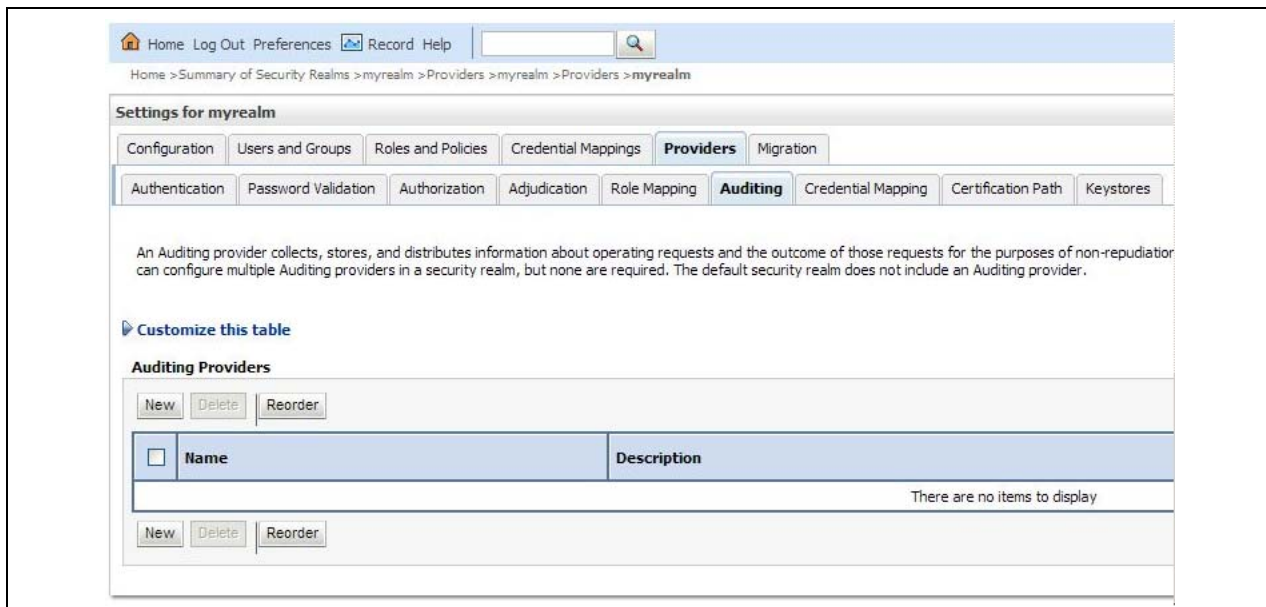 Home Log Out Preferences Record Help
Home >Summary of Security Realms >myrealm >Providers >myrealm >Providers >myrealm
Settings for myrealm
Configuration Users and Groups Roles and Policies Credential Mappings Providers Migration
Authentication Password Validation Authorization Adjudication Role Mapping Auditing Credential Mapping Certification Path Keystores
An Auditing provider collects, stores, and distributes information about operating requests and the outcome of those requests for the purposes of non-repudiation
can configure multiple Auditing providers in a security realm, but none are required. The default security realm does not include an Auditing provider.
Customize this table
Auditing Providers
New Delete Reorder
Name Description
There are no items to display
New Delete Reorder